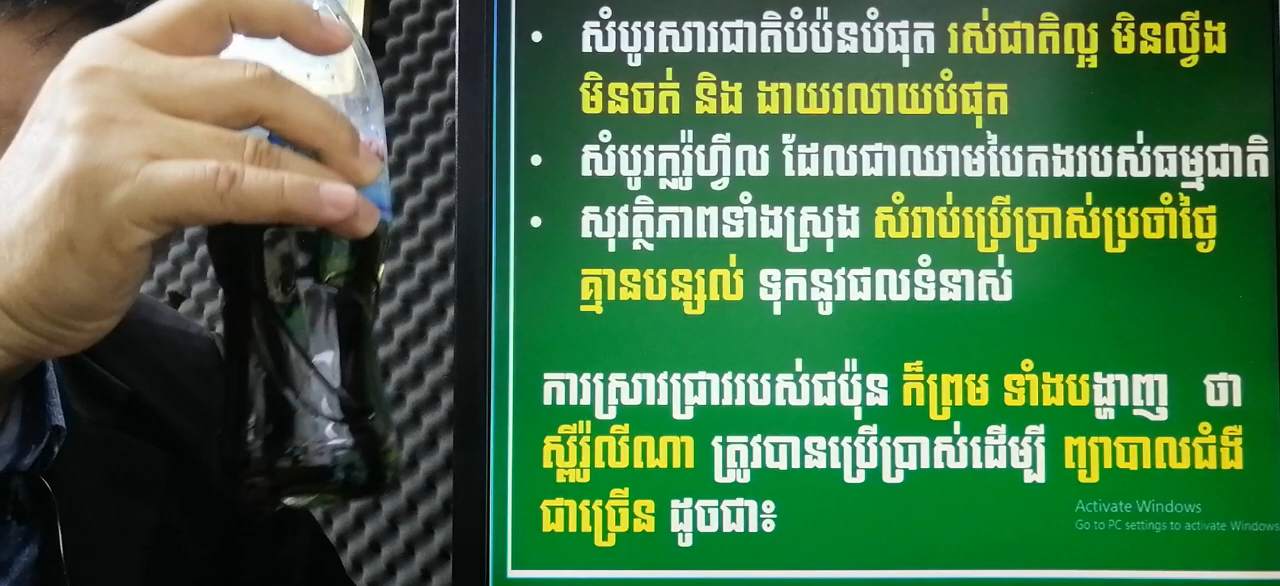 • សំបូរសារជាតិបំប៉នបំផុត រស់ជាតិល្អ មិនល្វីង
មិនចត់ និង ងាយរលាយបំផុត
• សំបូរក្លរ៉ូហ្វីល ដែលជាឈាមបៃតងរបស់ធម្មជាតិ
• សុវត្ថិភាពទាំងស្រុង សំរាប់ប្រើប្រាស់ប្រចាំថ្ងៃ
គ្មានបន្សល់ ទុកនូវផលទំនាស់
ការស្រាវជ្រាវរបស់ជប៉ុន ក៏ព្រម ទាំងបង្ហាញ ថា
ស្ពីរ៉ូលីណា ត្រូវបានប្រើប្រាស់ដើម្បី ព្យាបាលជំងឺ
ជាច្រើន ដូចជា៖
Activate Windows
Go to PC settings to activate Windows